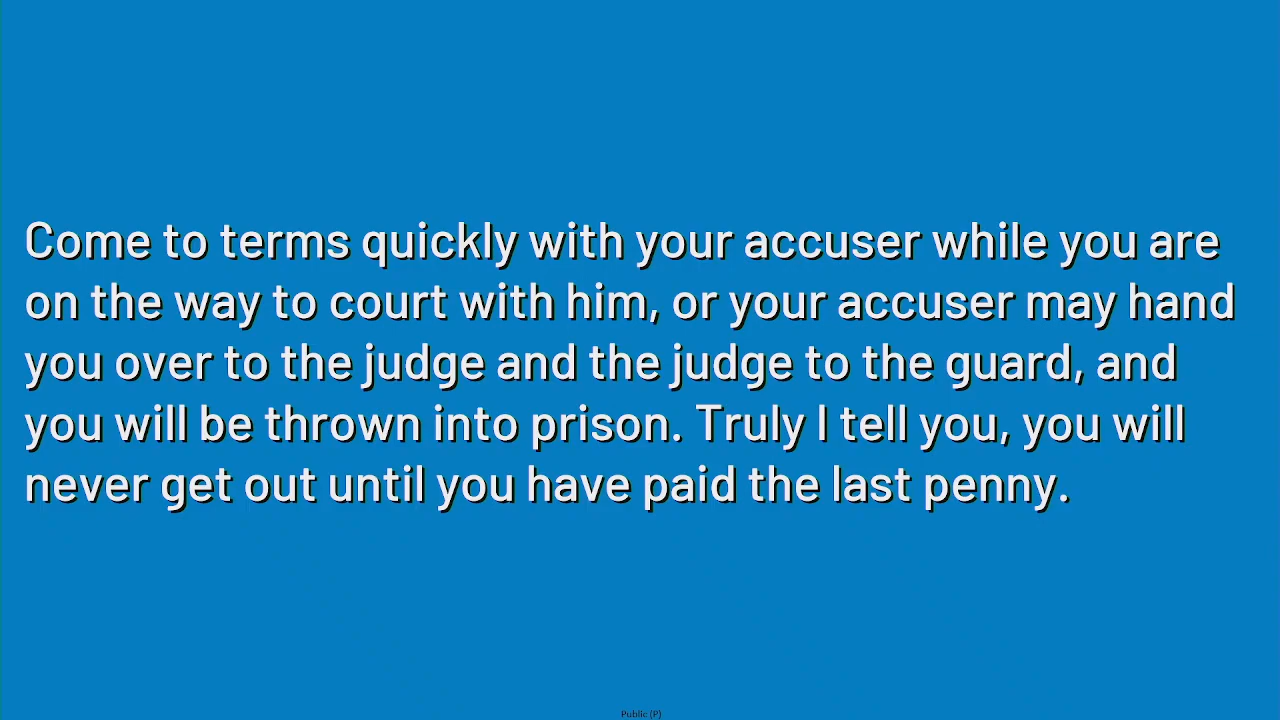 Come to terms quickly with your accuser while you are
on the way to court with him, or your accuser may hand
you over to the judge and the judge to the guard, and
you will be thrown into prison. Truly I tell you, you will
never get out until you have paid the last penny.
Public (P)